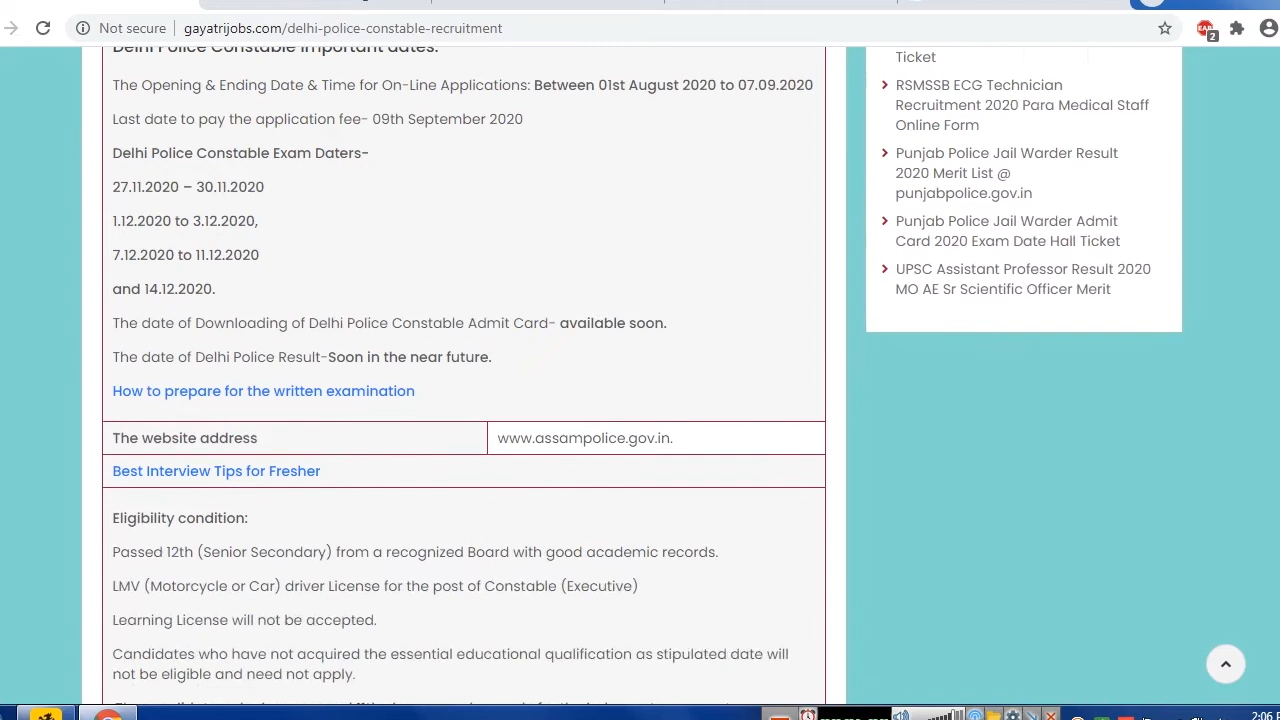 Not secure gayatrijobs.com/delhi-police-constable-recruitment
2
Delhi Police Constable Important dates:
The Opening & Ending Date & Time for On-Line Applications: Between 01st August 2020 to 07.09.2020
Last date to pay the application fee- 09th September 2020
Delhi Police Constable Exam Daters-
27.11.2020 – 30.11.2020
1.12.2020 to 3.12.2020,
7.12.2020 to 11.12.2020
and 14.12.2020.
The date of Downloading of Delhi Police Constable Admit Card- available soon.
The date of Delhi Police Result-Soon in the near future.
How to prepare for the written examination
The website address www.assampolice.gov.in.
Best Interview Tips for Fresher
Eligibility condition:
Passed 12th (Senior Secondary) from a recognized Board with good academic records.
LMV (Motorcycle or Car) driver License for the post of Constable (Executive)
Learning License will not be accepted.
Candidates who have not acquired the essential educational qualification as stipulated date will
not be eligible and need not apply.
Ticket
RSMSSB ECG Technician
Recruitment 2020 Para Medical Staff
Online Form
Punjab Police Jail Warder Result
2020 Merit List @
punjabpolice.gov.in
Punjab Police Jail Warder Admit
Card 2020 Exam Date Hall Ticket
UPSC Assistant Professor Result 2020
MO AE Sr Scientific Officer Merit
2:06